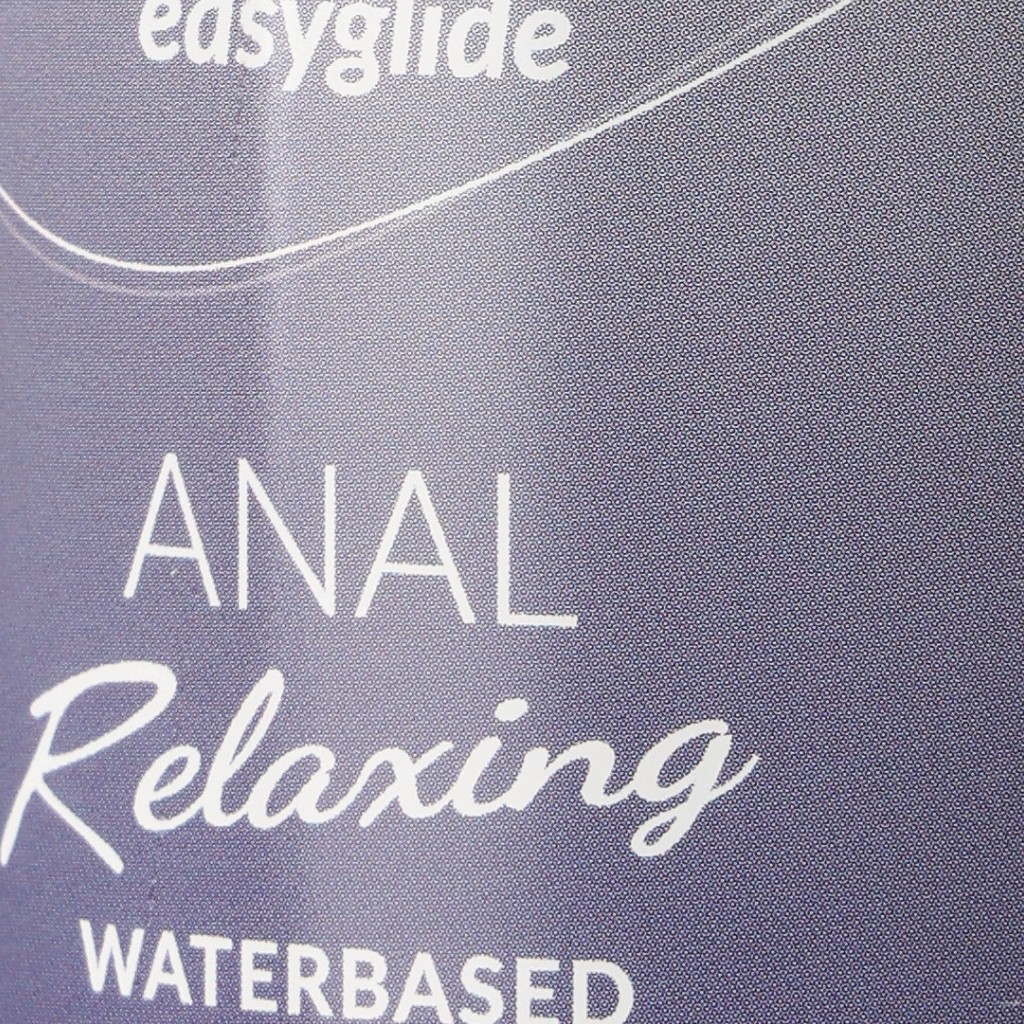 easyglide
ANAL
Relaxing
WATERBASED